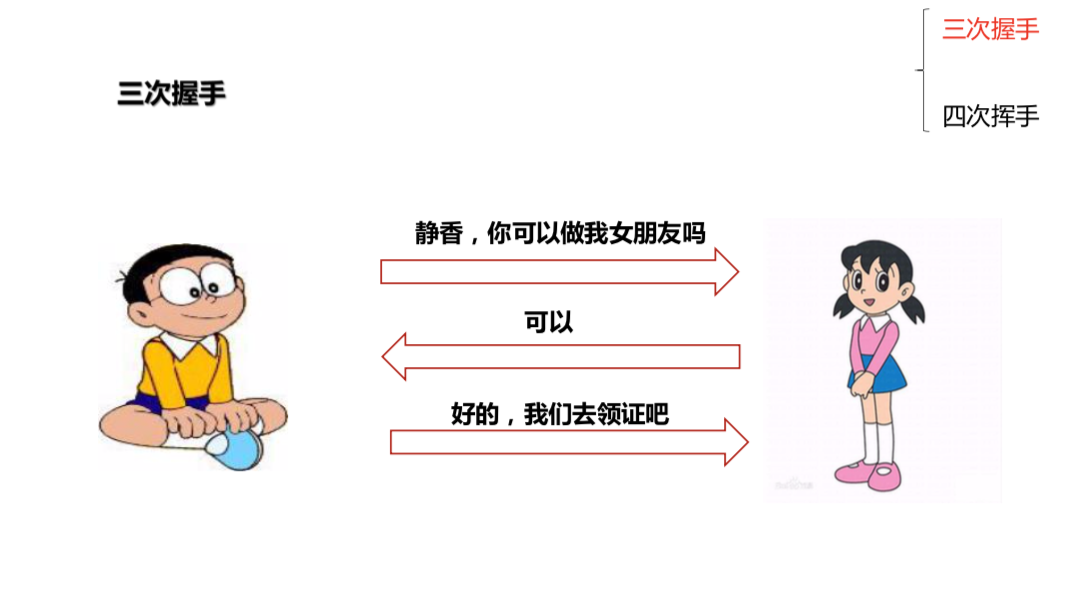 三次握手
四次挥手
三次握手
静香，你可以做我女朋友吗
可以
好的，我们去领证吧